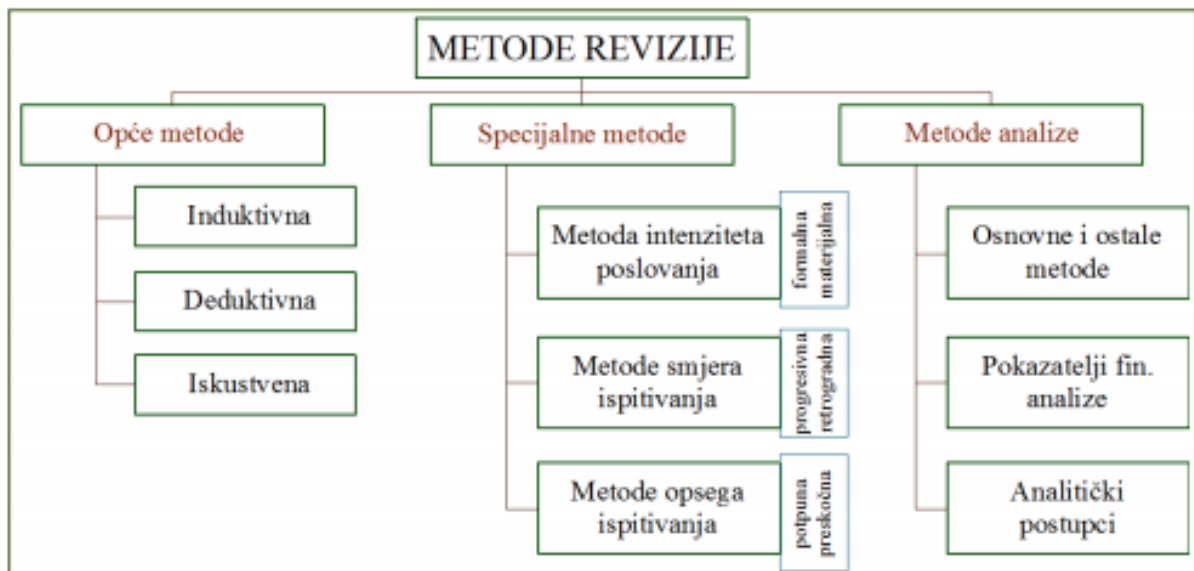 METODE REVIZIJE
Opće metode
Induktivna
Deduktivna
Iskustvena
Specijalne metode
Metoda intenziteta
poslovanja
formalna
materijalna
Metode smjera
ispitivanja
progresivna
retrogradna
Metode opsega
ispitivanja
potpuna
preskočna
Metode analize
Osnovne i ostale
metode
Pokazatelji fin.
analize
Analitički
postupci